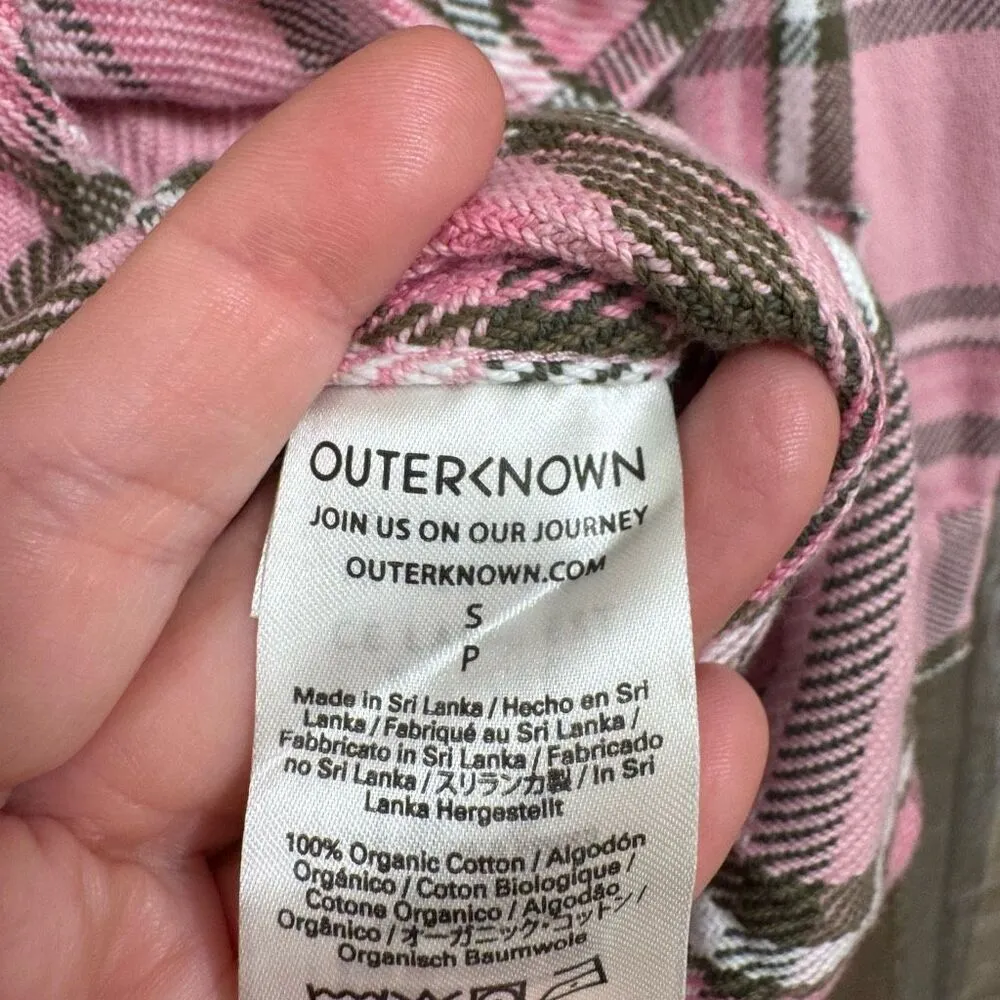 OUTERKNOWN
JOIN US ON OUR JOURNEY
OUTERKNOWN.COM
S
P
Made in Sri Lanka / Hecho en Sri
Lanka / Fabriqué au Sri Lanka /
Fabbricato in Sri Lanka / Fabricado
no Sri Lanka / スリランカ製 / In Sri
Lanka Hergestellt
100% Organic Cotton / Algodón
Orgánico / Coton Biologique /
Cotone Organico / Algodão
Orgânico / オーガニック・コットン /
Organisch Baumwole